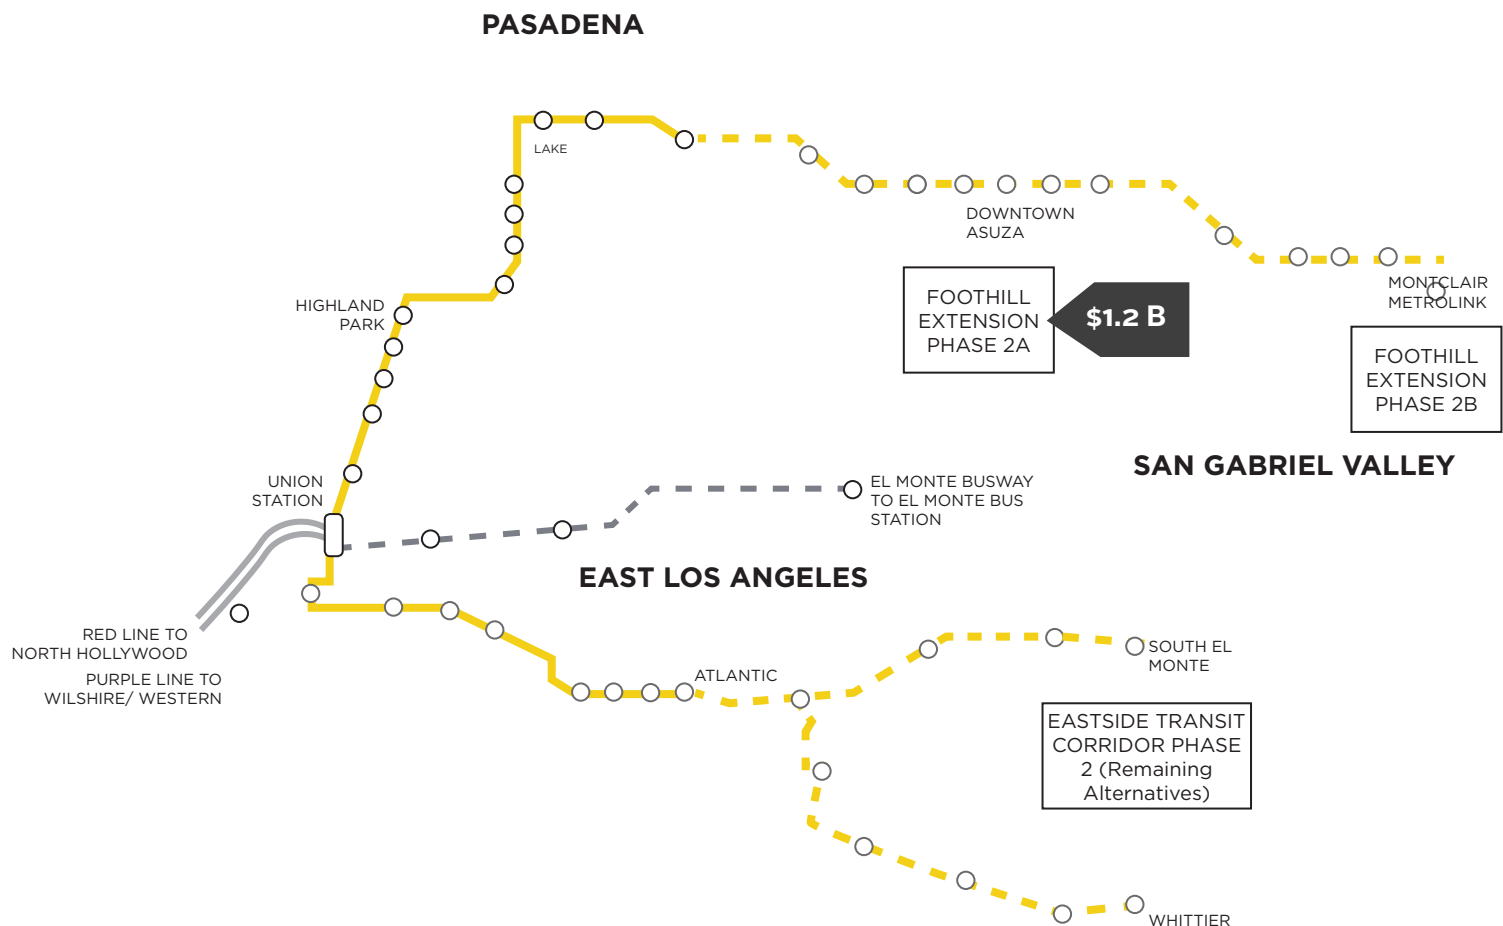 PASADENA
LAKE
DOWNTOWN
ASUZA
HIGHLAND
PARK
FOOTHILL
EXTENSION
PHASE 2A
$1.2 B
MONTCLAIR
METROLINK
FOOTHILL
EXTENSION
PHASE 2B
SAN GABRIEL VALLEY
UNION
STATION
EL MONTE BUSWAY
TO EL MONTE BUS
STATION
EAST LOS ANGELES
RED LINE TO
NORTH HOLLYWOOD
PURPLE LINE TO
WILSHIRE/ WESTERN
ATLANTIC
SOUTH EL
MONTE
EASTSIDE TRANSIT
CORRIDOR PHASE
2 (Remaining
Alternatives)
WHITTIER